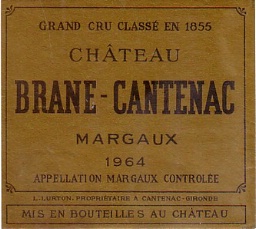 GRAND CRU CLASSÉ EN 1855
CHÂTEAU
BRANE-CANTENAC
MARGAUX
1964
APPELLATION MARGAUX CONTROLÉE
L. LURTON, PROPRIÉTAIRE À CANTENAC-GIRONDE
MIS EN BOUTEILLES AU CHÂTEAU